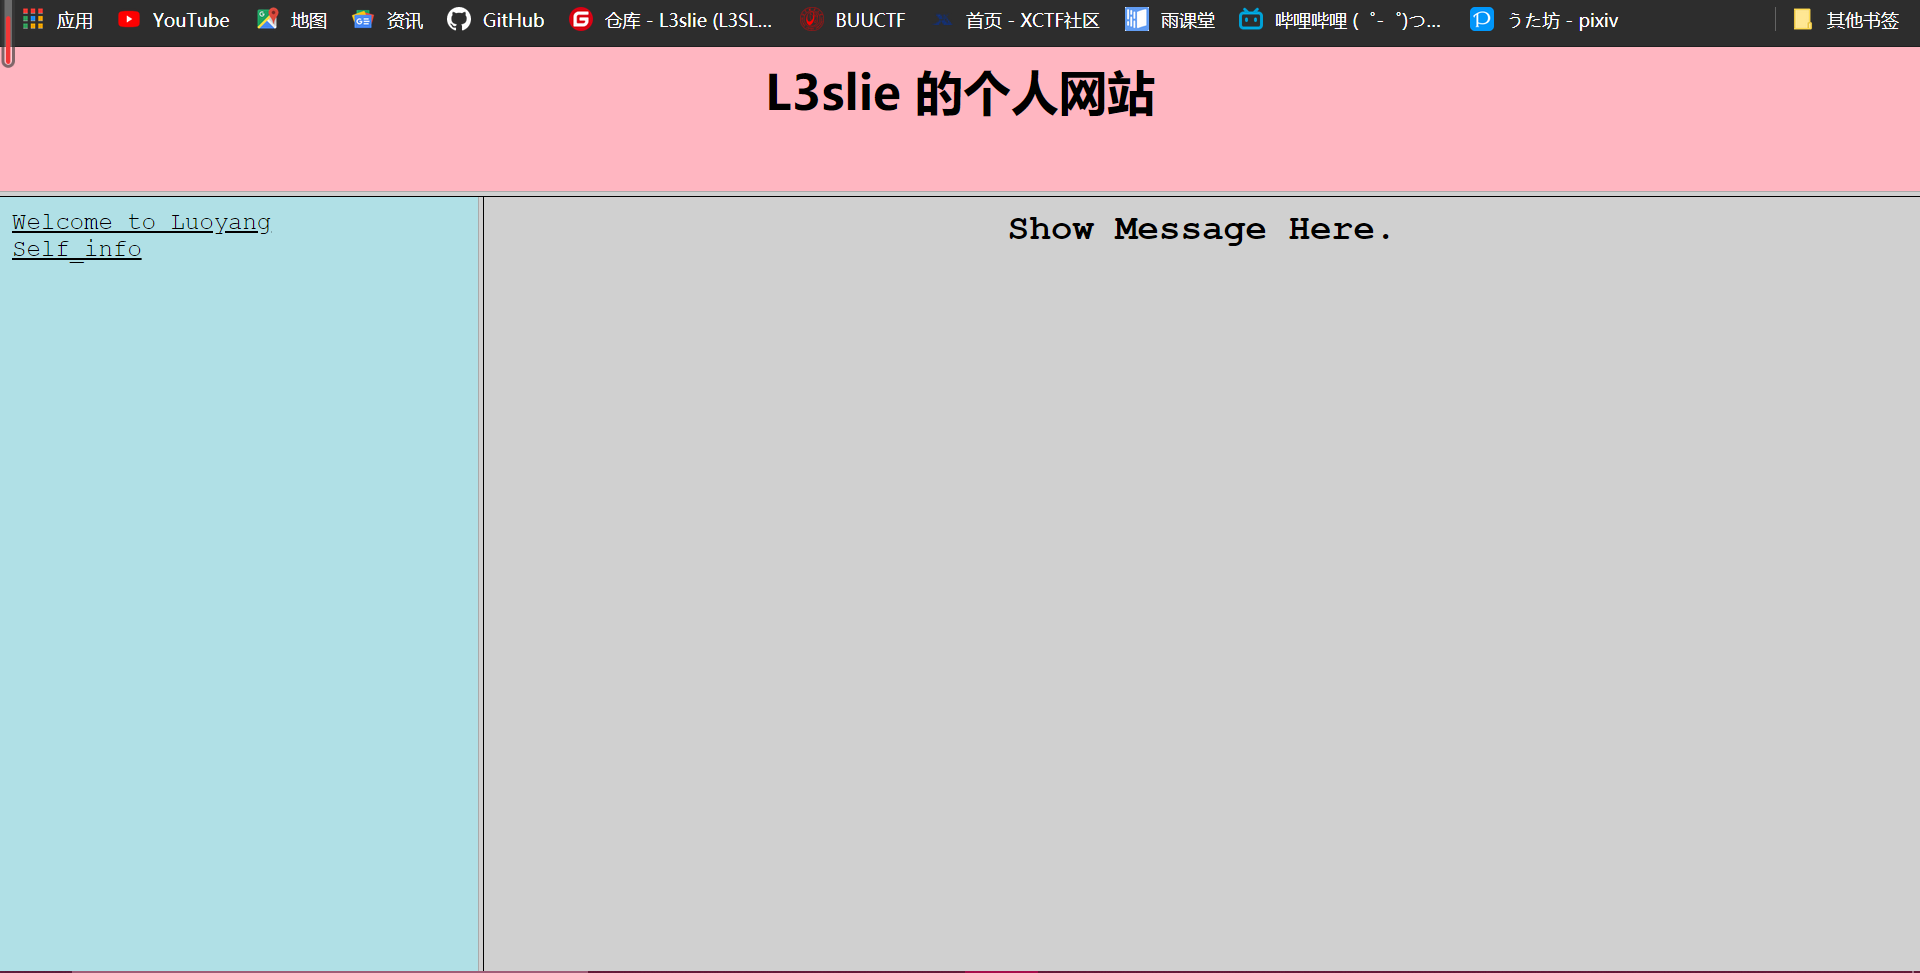 应用 YouTube 地图 资讯 GitHub 仓库 - L3slie (L3SL... BUUCTF 首页 - XCTF社区 雨课堂 哔哩哔哩 ( ゜- ゜)つ... うた坊 - pixiv 其他书签
L3slie 的个人网站
Welcome to Luoyang
Self_info
Show Message Here.